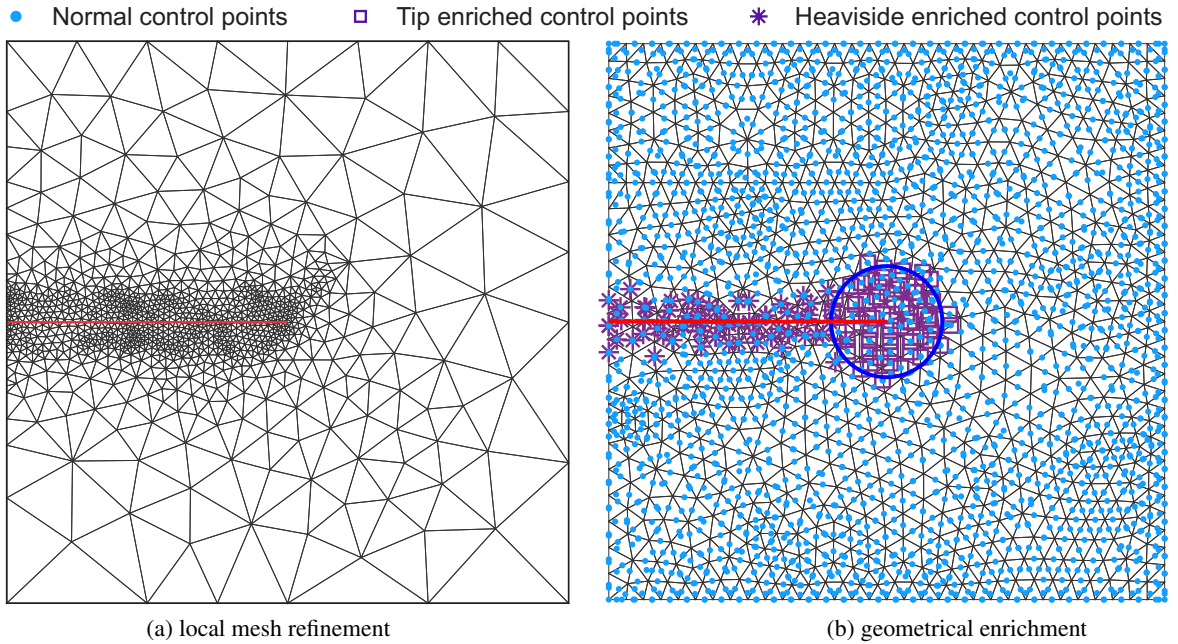 Normal control points Tip enriched control points Heaviside enriched control points
(a) local mesh refinement (b) geometrical enrichment